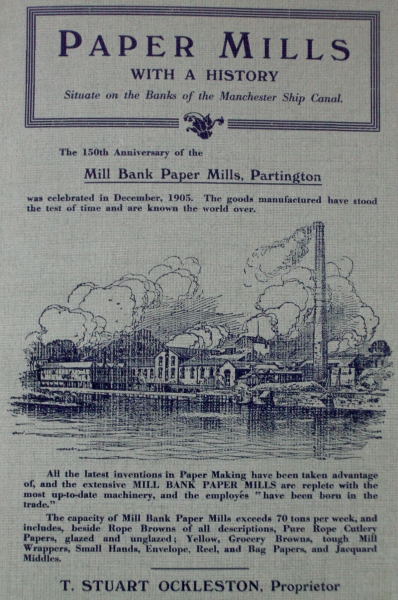 PAPER MILLS
WITH A HISTORY
Situate on the Banks of the Manchester Ship Canal.
The 150th Anniversary of the
Mill Bank Paper Mills, Partington
was celebrated in December, 1905. The goods manufactured have stood
the test of time and are known the world over.
All the latest inventions in Paper Making have been taken advantage
of, and the extensive MILL BANK PAPER MILLS are replete with the
most up-to-date machinery, and the employés "have been born in the
trade."
The capacity of Mill Bank Paper Mills exceeds 70 tons per week, and
includes, beside Rope Browns of all descriptions, Pure Rope Cutlery
Papers, glazed and unglazed; Yellow, Grocery Browns, tough Mill
Wrappers, Small Hands, Envelope, Reel, and Bag Papers, and Jacquard
Middles.
T. STUART OCKLESTON, Proprietor